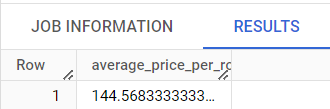 JOB INFORMATION RESULTS
Row average_price_per_ro
1 144.5683333333...